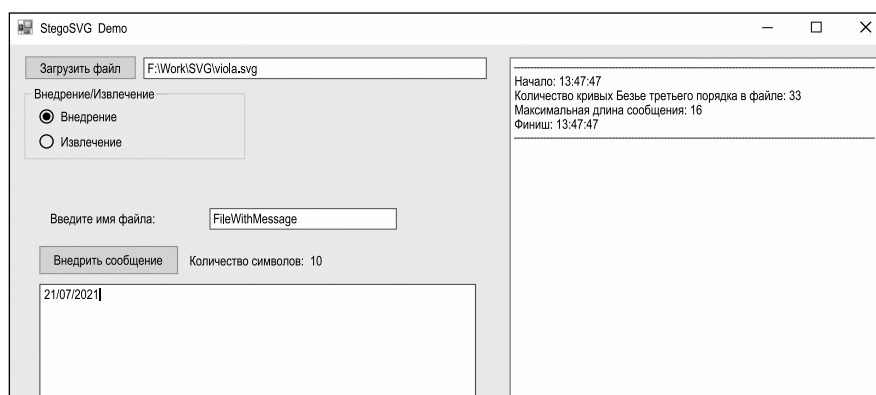 StegoSVG Demo
Загрузить файл F:\Work\SVG\viola.svg
Внедрение/Извлечение
Внедрение
Извлечение
Введите имя файла: FileWithMessage
Внедрить сообщение Количество символов: 10
21/07/2021
Начало: 13:47:47
Количество кривых Безье третьего порядка в файле: 33
Максимальная длина сообщения: 16
Финиш: 13:47:47